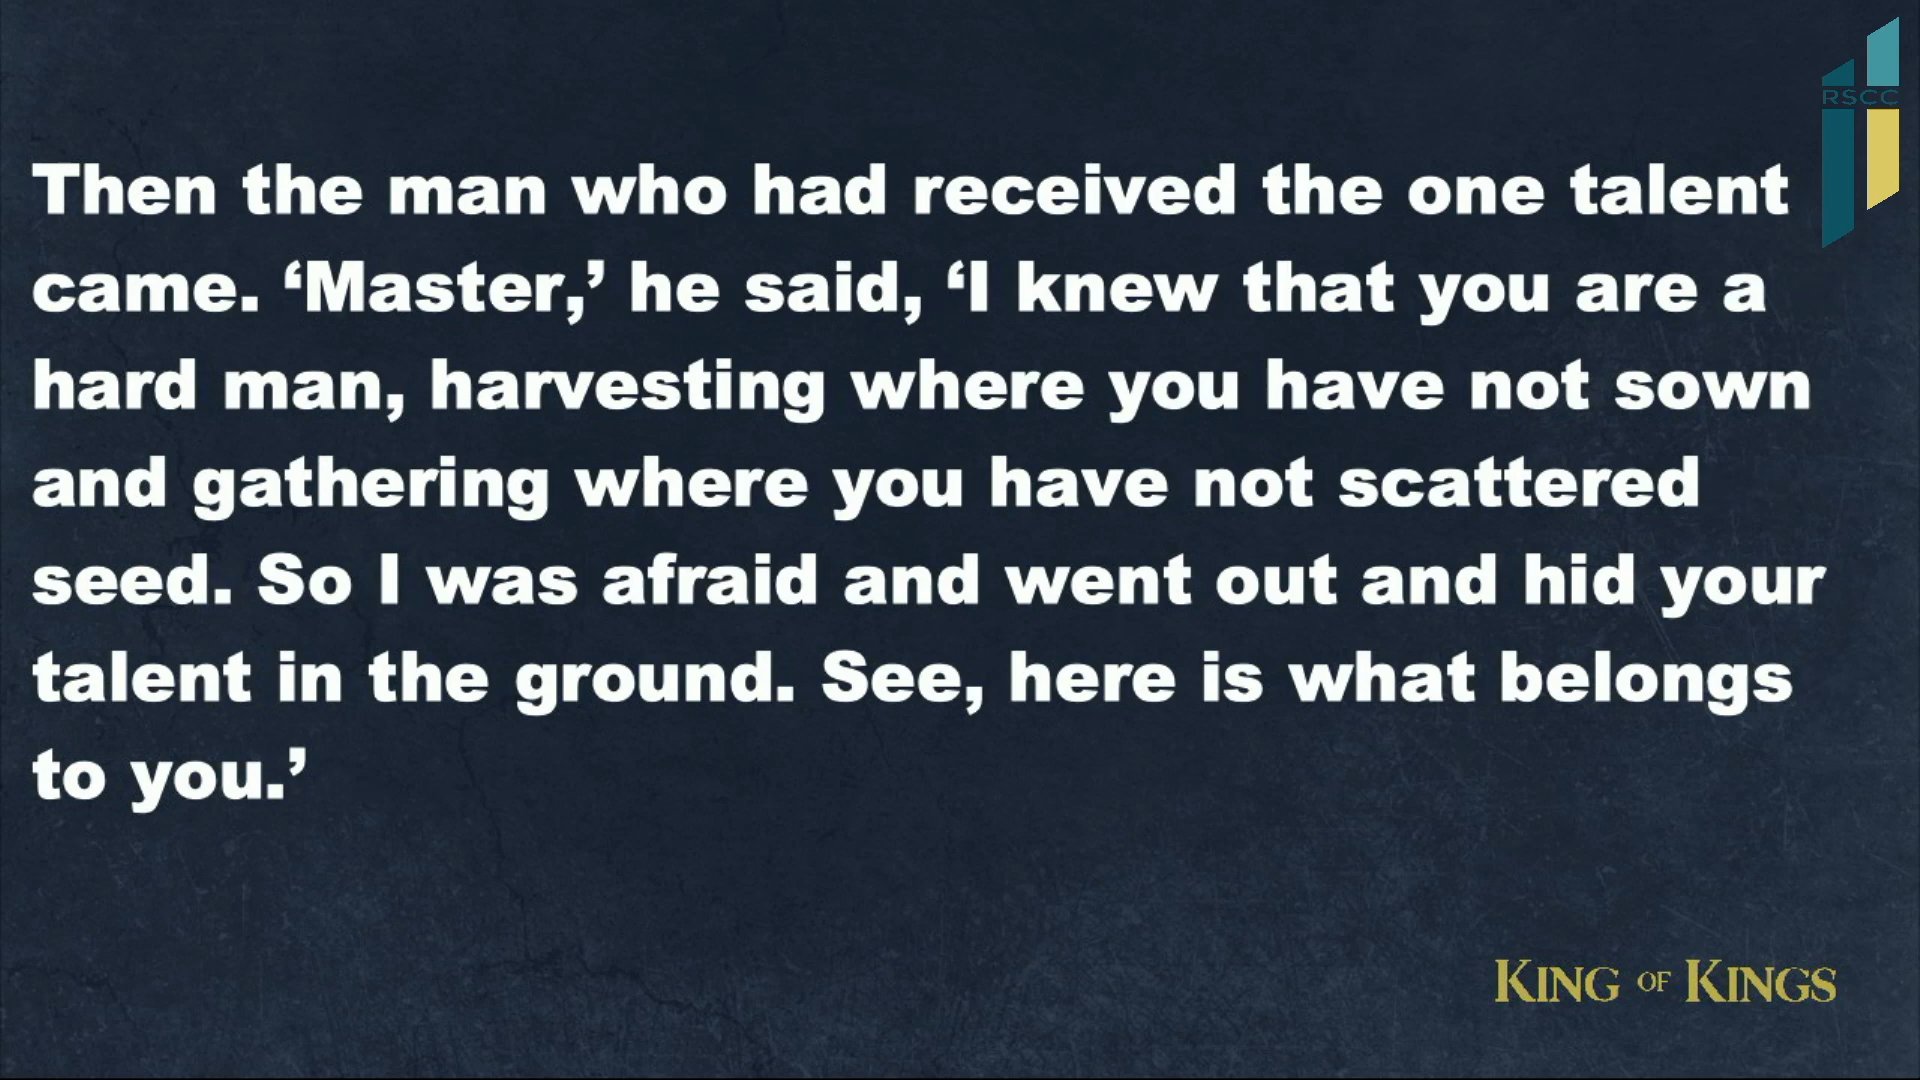 RSCC
Then the man who had received the one talent
came. ‘Master,’ he said, ‘I knew that you are a
hard man, harvesting where you have not sown
and gathering where you have not scattered
seed. So I was afraid and went out and hid your
talent in the ground. See, here is what belongs
to you.’
KING OF KINGS